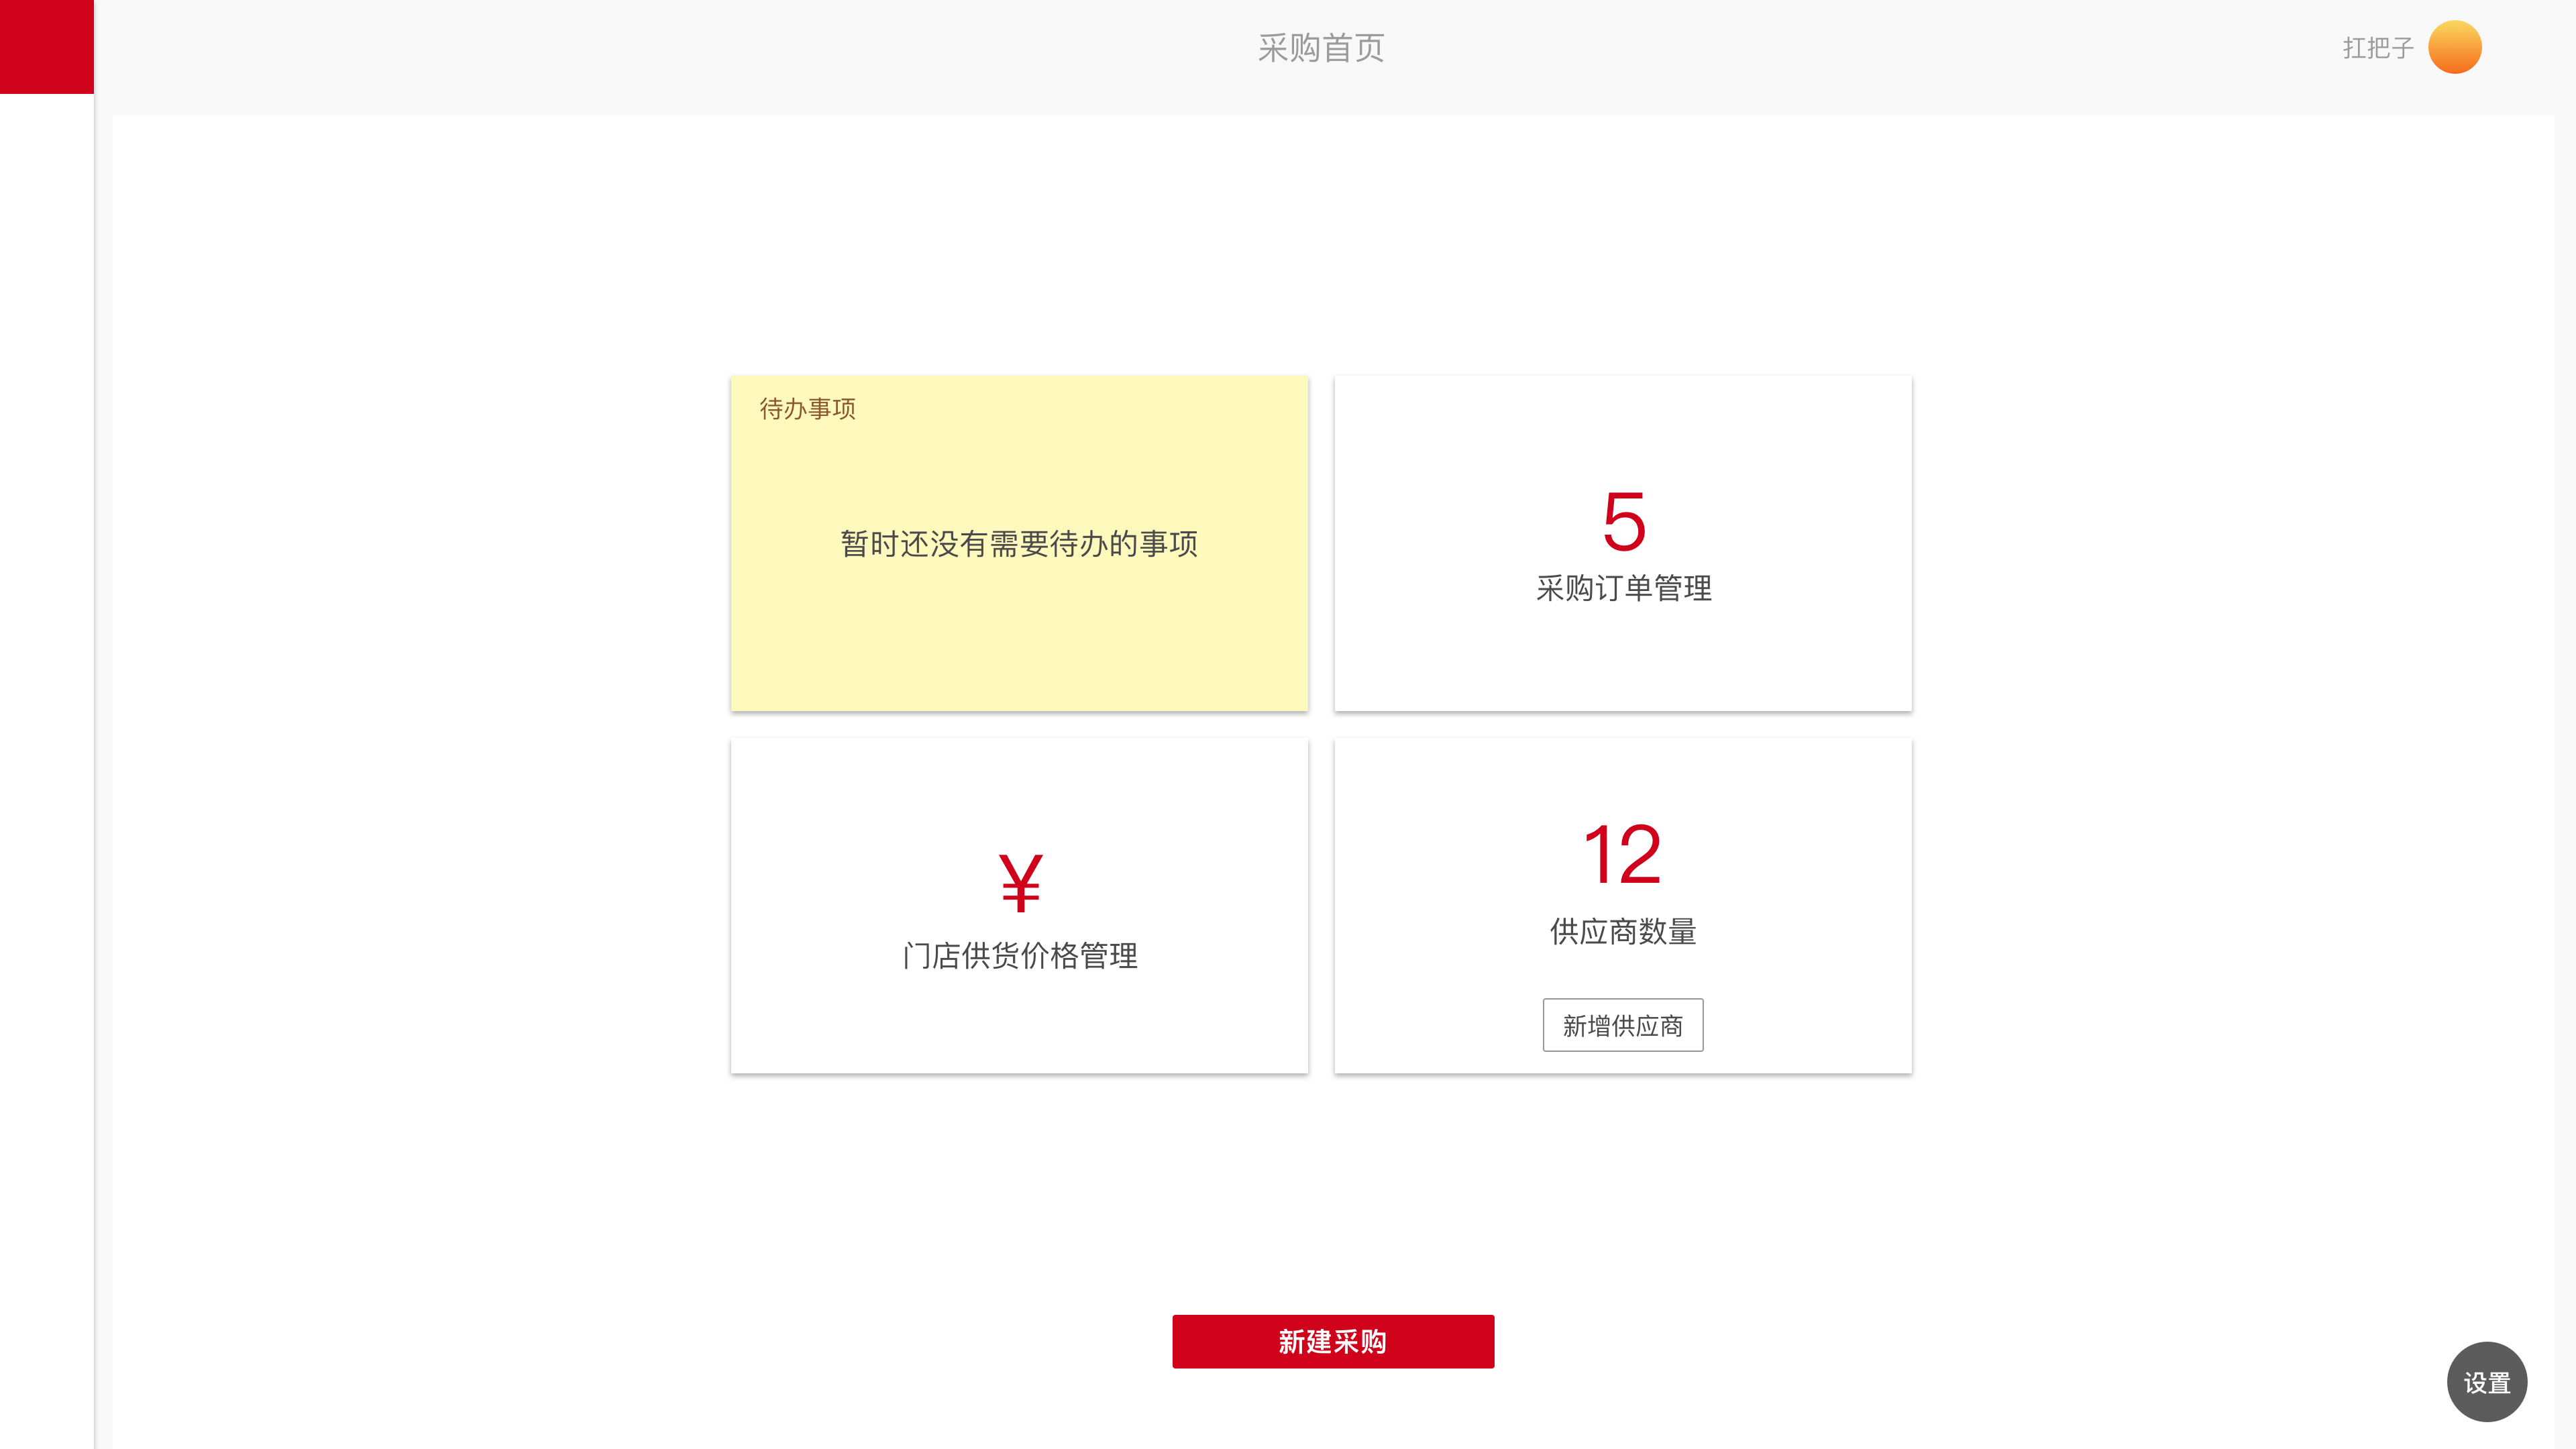 采购首页
扛把子
待办事项
暂时还没有需要待办的事项
5
采购订单管理
¥
门店供货价格管理
12
供应商数量
新增供应商
新建采购
设置